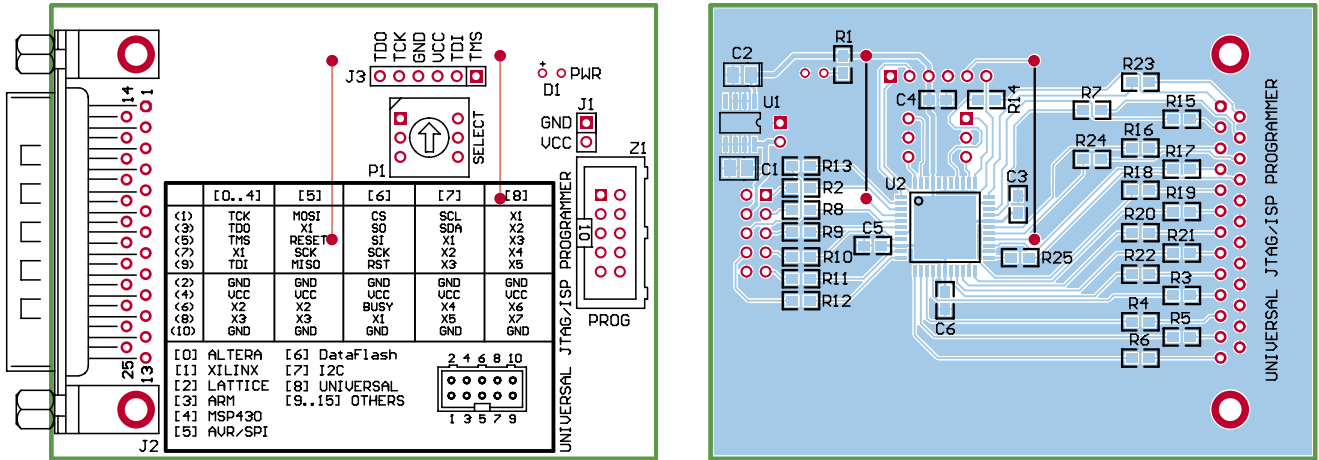 TDO
TCK
GND
VCC
TDI
TMS
J3
+
PWR
D1
J1
GND
VCC
SELECT
P1
Z1
IO
PROG
14
1
25
13
J2
[0..4] [5] [6] [7] [8]
(1) TCK MOSI CS SCL X1
(3) TDO X1 SO SDA X2
(5) TMS RESET SI X1 X3
(7) X1 SCK SCK X2 X4
(9) TDI MISO RST X3 X5
(2) GND GND GND GND GND
(4) VCC VCC VCC VCC VCC
(6) X2 X2 BUSY X4 X6
(8) X3 X3 X1 X5 X7
(10) GND GND GND GND GND
[0] ALTERA
[1] XILINX
[2] LATTICE
[3] ARM
[4] MSP430
[5] AVR/SPI
[6] DataFlash
[7] I2C
[8] UNIVERSAL
[9..15] OTHERS
2 4 6 8 10
1 3 5 7 9
UNIVERSAL JTAG/ISP PROGRAMMER
C2
R1
U1
C4
R14
C1
R13
R2
R8
R9
R10
R11
R12
U2
C5
C3
C6
R25
R23
R7
R15
R24
R16
R17
R18
R19
R20
R21
R22
R3
R4
R5
R6
UNIVERSAL JTAG/ISP PROGRAMMER